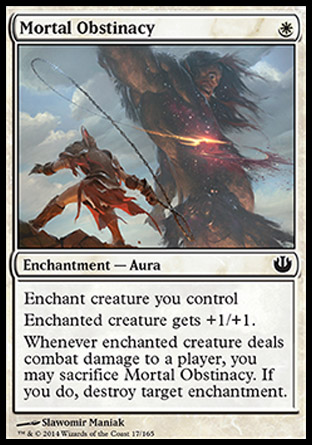 Mortal Obstinacy
Enchantment — Aura
Enchant creature you control
Enchanted creature gets +1/+1.
Whenever enchanted creature deals
combat damage to a player, you
may sacrifice Mortal Obstinacy. If
you do, destroy target enchantment.
Slawomir Maniak
™ & © 2014 Wizards of the Coast 17/165